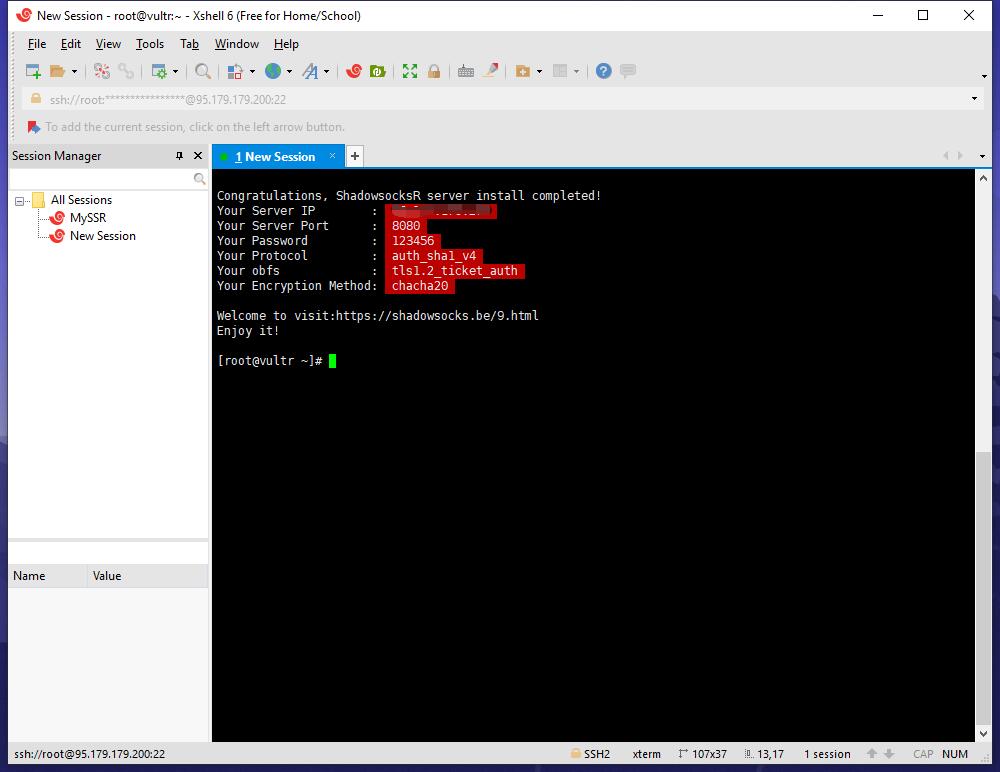 New Session - root@vultr:~ - Xshell 6 (Free for Home/School)
File Edit View Tools Tab Window Help
ssh://root:****************@95.179.179.200:22
To add the current session, click on the left arrow button.
Session Manager
1 New Session
All Sessions
MySSR
New Session
Congratulations, ShadowsocksR server install completed!
Your Server IP :
Your Server Port : 8080
Your Password : 123456
Your Protocol : auth_sha1_v4
Your obfs : tls1.2_ticket_auth
Your Encryption Method: chacha20
Welcome to visit:https://shadowsocks.be/9.html
Enjoy it!
[root@vultr ~]#
Name Value
ssh://root@95.179.179.200:22 SSH2 xterm 107x37 13,17 1 session CAP NUM